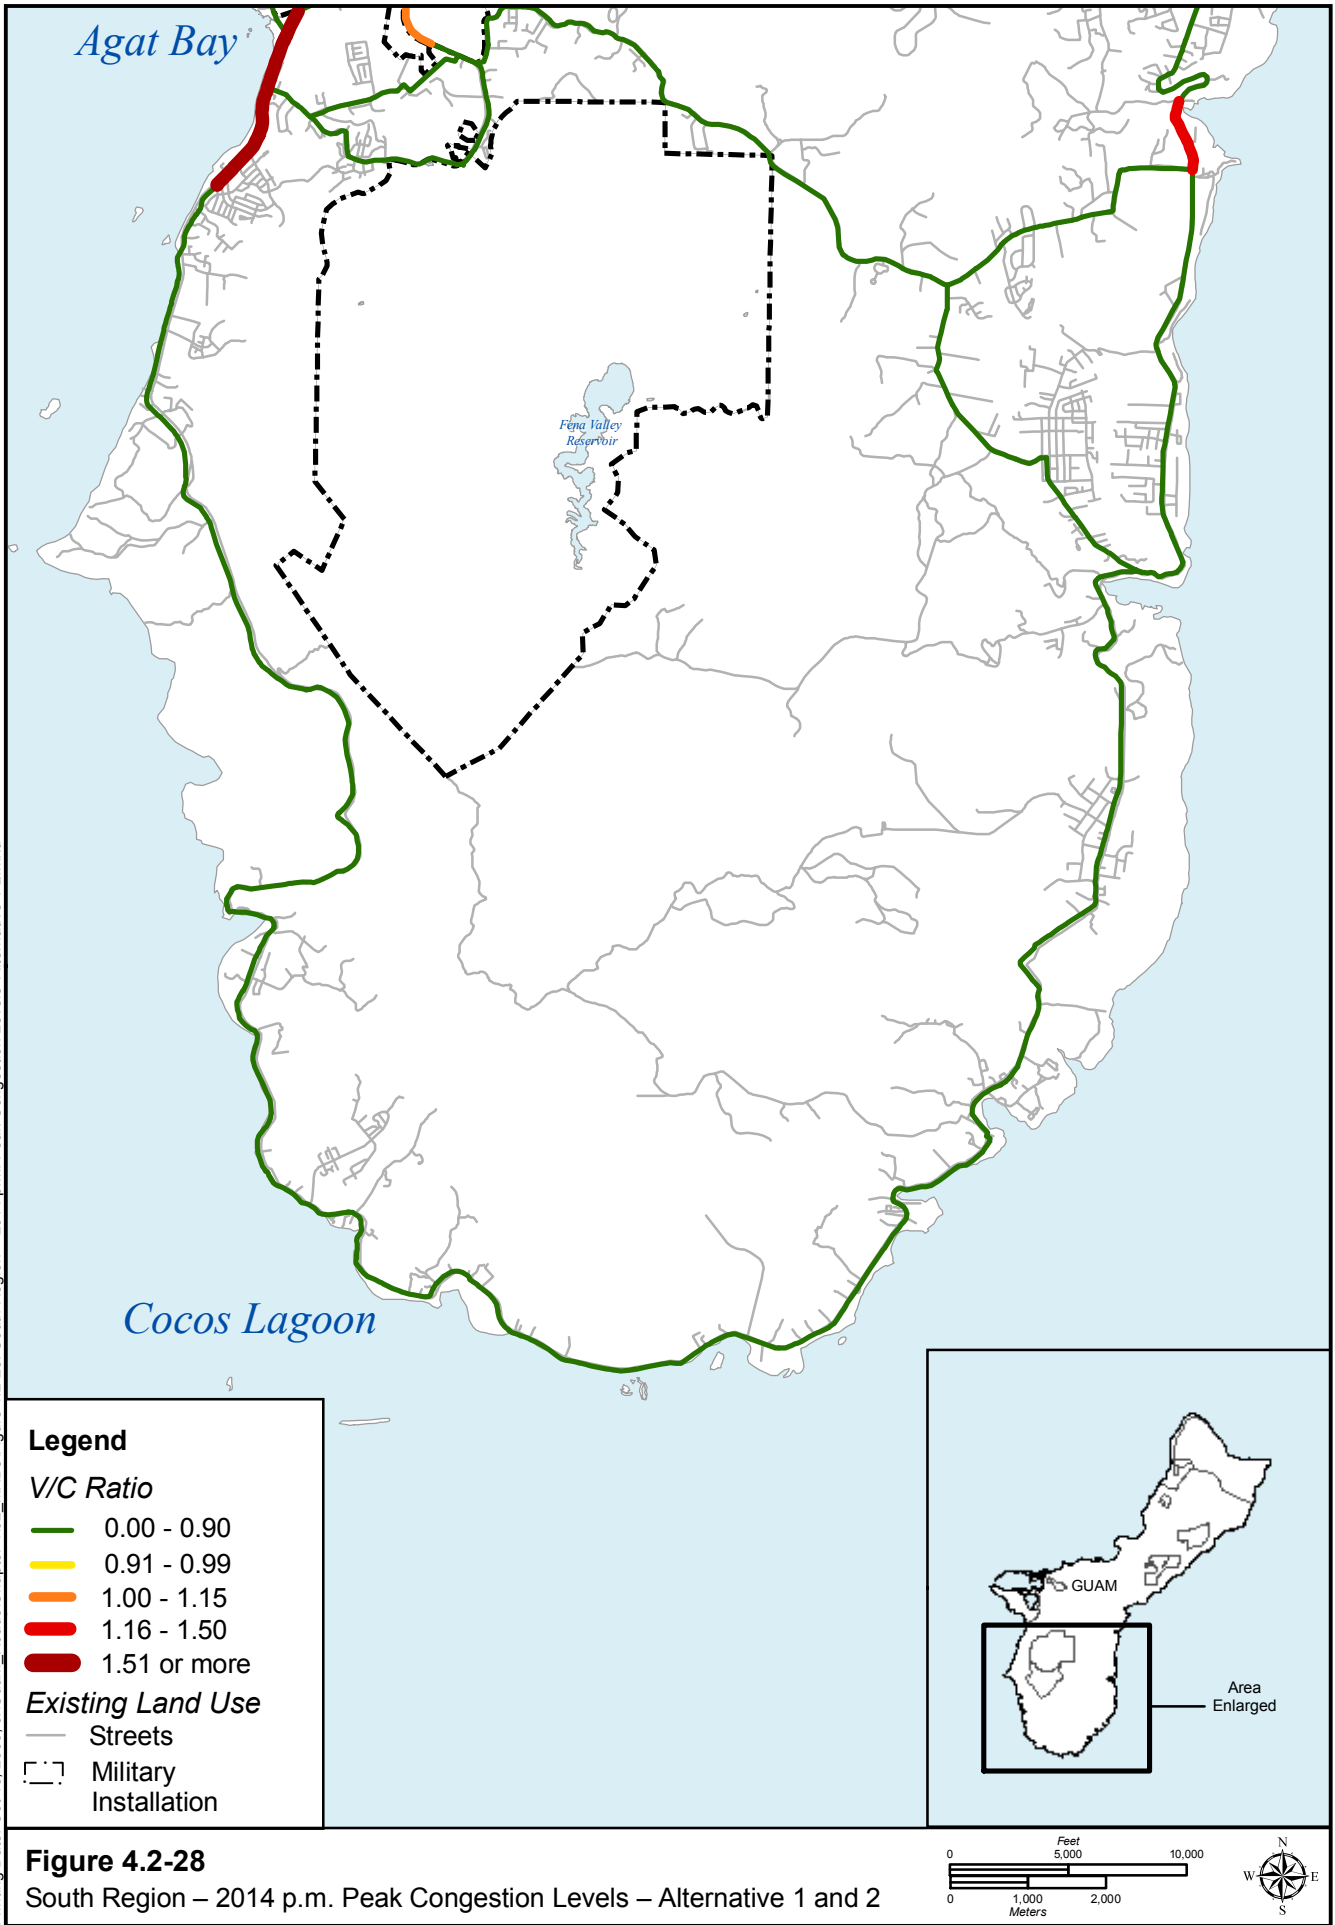 Agat Bay
Fena Valley
Reservoir
Cocos Lagoon
Legend
V/C Ratio
0.00 - 0.90
0.91 - 0.99
1.00 - 1.15
1.16 - 1.50
1.51 or more
Existing Land Use
Streets
Military
Installation
GUAM
Area
Enlarged
Figure 4.2-28
South Region – 2014 p.m. Peak Congestion Levels – Alternative 1 and 2
Feet
0 5,000 10,000
0 1,000 2,000
Meters
N
W E
S